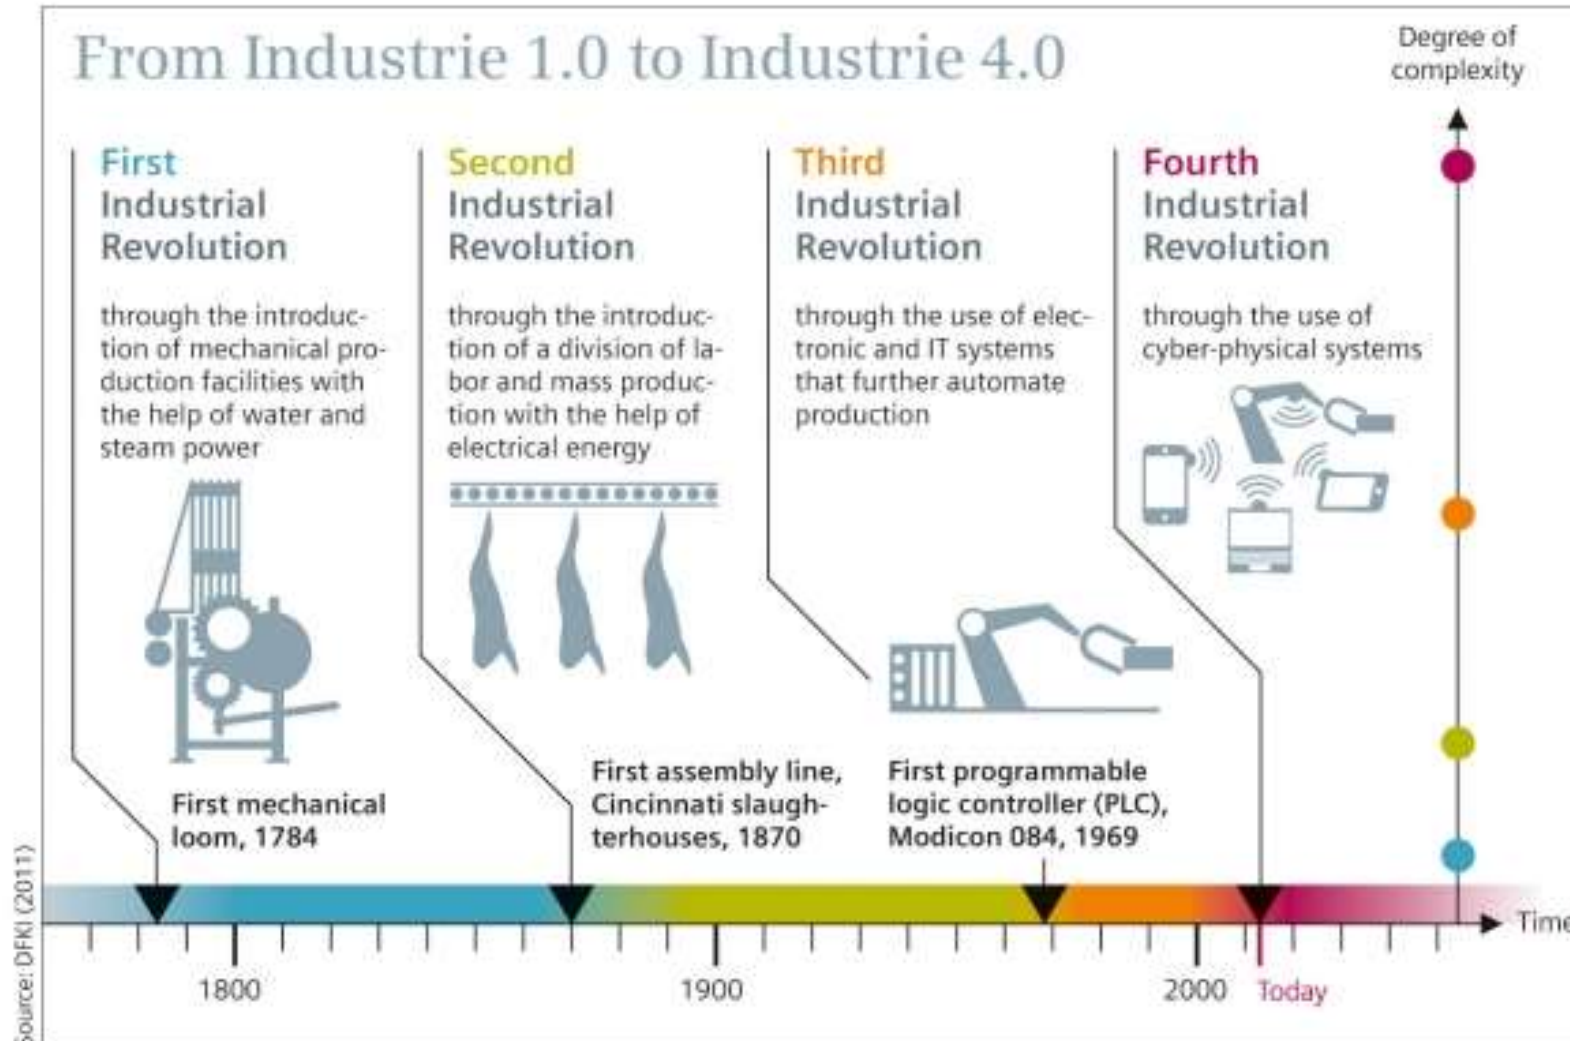 From Industrie 1.0 to Industrie 4.0
Degree of
complexity
First
Industrial
Revolution
through the introduc-
tion of mechanical pro-
duction facilities with
the help of water and
steam power
First mechanical
loom, 1784
Second
Industrial
Revolution
through the introduc-
tion of a division of la-
bor and mass produc-
tion with the help of
electrical energy
First assembly line,
Cincinnati slaugh-
terhouses, 1870
Third
Industrial
Revolution
through the use of elec-
tronic and IT systems
that further automate
production
First programmable
logic controller (PLC),
Modicon 084, 1969
Fourth
Industrial
Revolution
through the use of
cyber-physical systems
Time
1800
1900
2000
Today
Source: DFKI (2011)